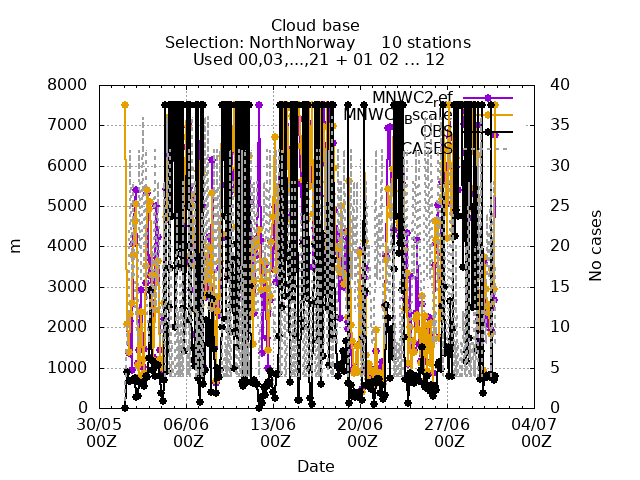 Cloud base
Selection: NorthNorway     10 stations
Used 00,03,...,21 + 01 02 ... 12
8000
7000
6000
5000
4000
3000
2000
1000
0
40
35
30
25
20
15
10
5
0
m
No cases
MNWC2ref
OBS
CASES
30/05 00Z
06/06 00Z
13/06 00Z
20/06 00Z
27/06 00Z
04/07 00Z
Date